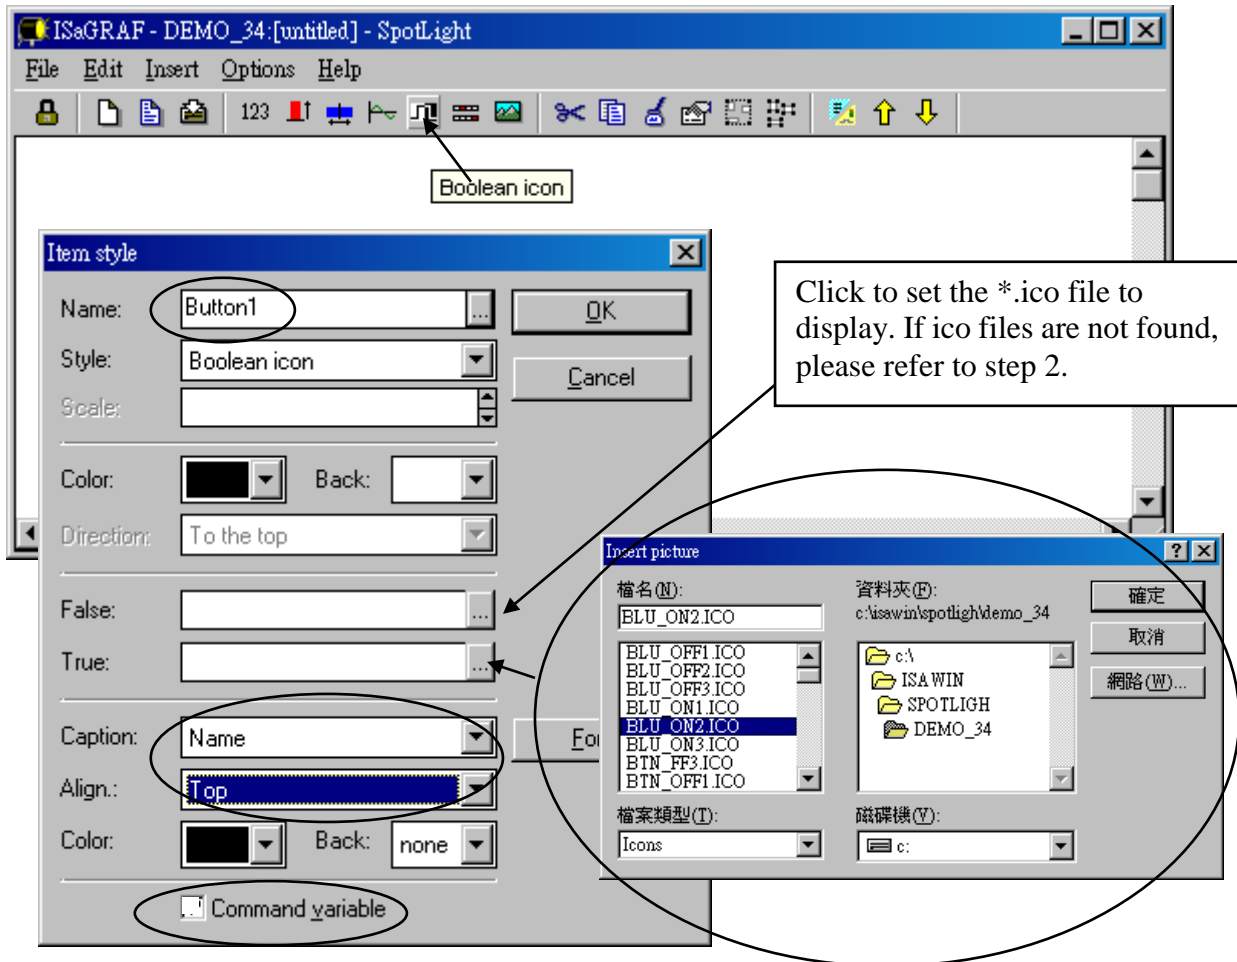 ISaGRAF - DEMO_34:[untitled] - SpotLight
File Edit Insert Options Help
123
Boolean icon
Item style
Name: Button1 ...
OK
Style: Boolean icon
Cancel
Scale:
Color: Back:
Direction: To the top
False: ...
True: ...
Caption: Name
Align.: Top
Color: Back: none
Command variable
Click to set the *.ico file to
display. If ico files are not found,
please refer to step 2.
Insert picture
檔名(N):
BLU_ON2.ICO
BLU_OFF1.ICO
BLU_OFF2.ICO
BLU_OFF3.ICO
BLU_ON1.ICO
BLU_ON2.ICO
BLU_ON3.ICO
BTN_FF3.ICO
BTN_OFF1.ICO
檔案類型(T):
Icons
資料夾(F):
c:\isawin\spotligh\demo_34
c:\
ISAWIN
SPOTLIGH
DEMO_34
磁碟機(V):
c:
確定
取消
網路(W)...